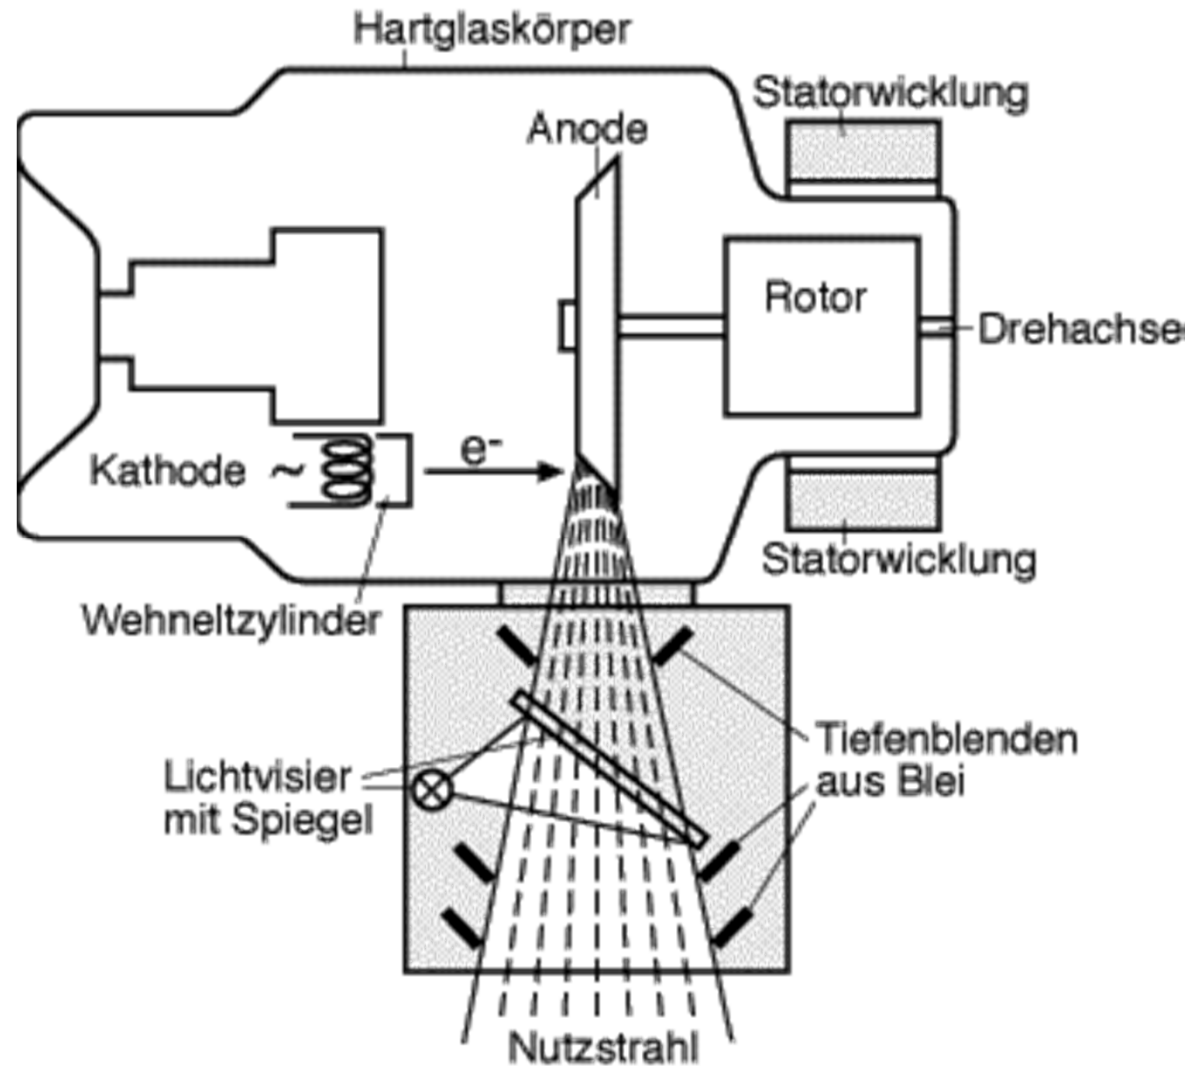 Hartglaskörper
Statorwicklung
Anode
Rotor
Drehachse
e-
Kathode ~
Statorwicklung
Wehneltzylinder
Tiefenblenden
aus Blei
Lichtvisier
mit Spiegel
Nutzstrahl